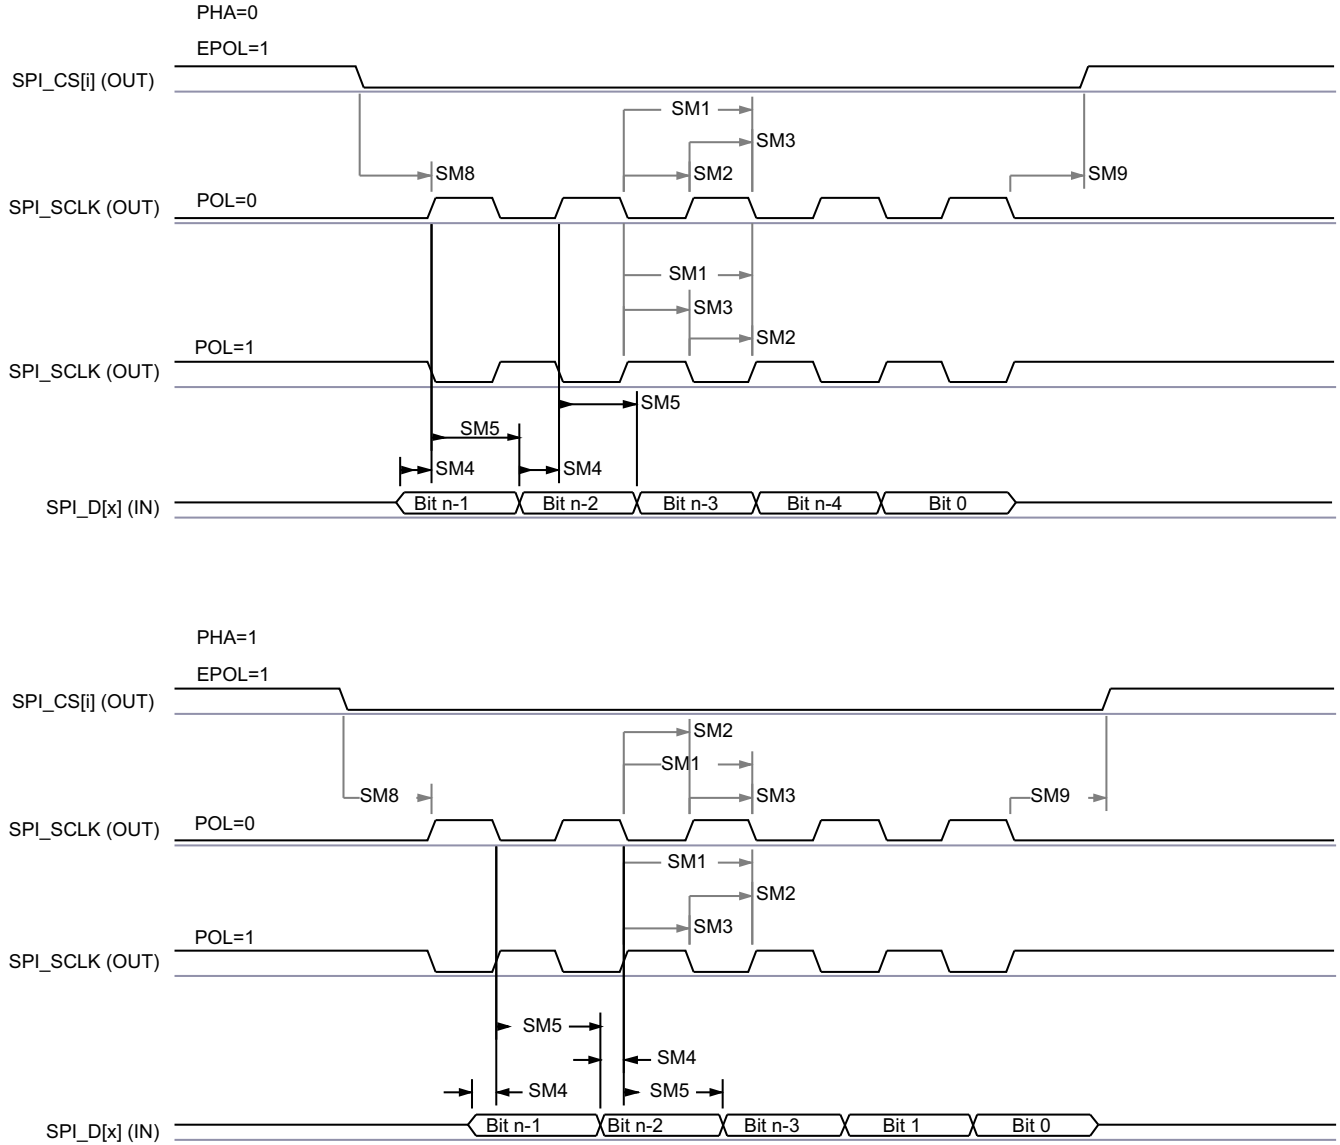 PHA=0
EPOL=1
SPI_CS[i] (OUT)
SM1
SM3
SM8
SM2
SM9
POL=0
SPI_SCLK (OUT)
SM1
SM3
SM2
POL=1
SPI_SCLK (OUT)
SM5
SM5
SM4
SM4
SPI_D[x] (IN)
Bit n-1
Bit n-2
Bit n-3
Bit n-4
Bit 0
PHA=1
EPOL=1
SPI_CS[i] (OUT)
SM2
SM1
SM8
SM3
SM9
POL=0
SPI_SCLK (OUT)
SM1
SM2
SM3
POL=1
SPI_SCLK (OUT)
SM5
SM4
SM4
SM5
SPI_D[x] (IN)
Bit n-1
Bit n-2
Bit n-3
Bit 1
Bit 0